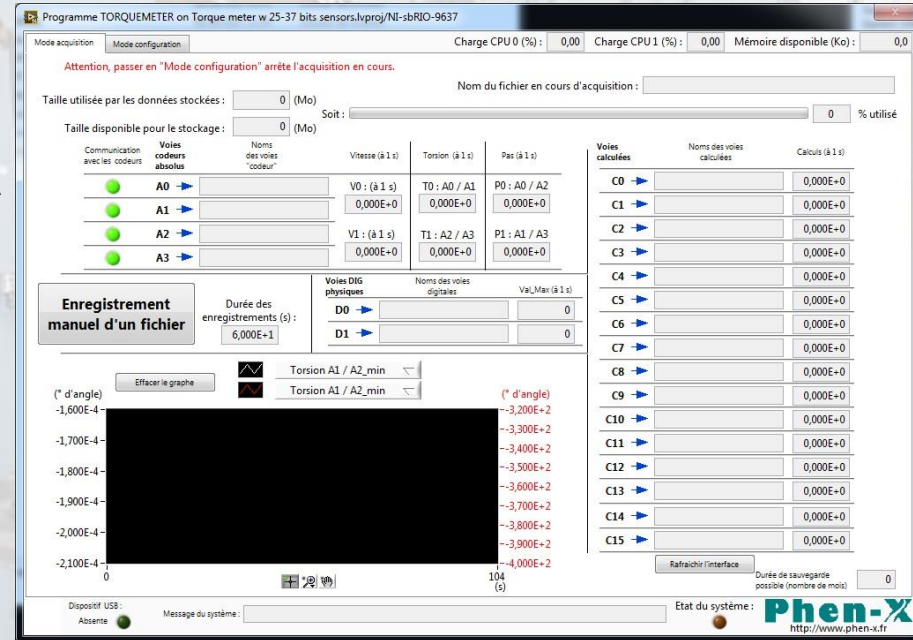 Programme TORQUEMETER on Torque meter w 25-37 bits sensors.lvproj/NI-sbRIO-9637
Mode acquisition Mode configuration Charge CPU 0 (%) : 0,00 Charge CPU 1 (%) : 0,00 Mémoire disponible (Ko) : 0,0
Attention, passer en "Mode configuration" arrête l'acquisition en cours.
Nom du fichier en cours d'acquisition :
Taille utilisée par les données stockées : 0 (Mo)
Soit : 0 % utilisé
Taille disponible pour le stockage : 0 (Mo)
Communication avec les codeurs
Voies codeurs absolus
Noms des voies "codeur"
Vitesse (à 1 s) Torsion (à 1 s) Pas (à 1 s)
A0 V0 : (à 1 s) T0 : A0 / A1 P0 : A0 / A2
A1 0,000E+0 0,000E+0 0,000E+0
A2 V1 : (à 1 s) T1 : A2 / A3 P1 : A1 / A3
A3 0,000E+0 0,000E+0 0,000E+0
Voies calculées
Noms des voies calculées
Calculs (à 1 s)
C0 0,000E+0
C1 0,000E+0
C2 0,000E+0
C3 0,000E+0
C4 0,000E+0
C5 0,000E+0
C6 0,000E+0
C7 0,000E+0
C8 0,000E+0
C9 0,000E+0
C10 0,000E+0
C11 0,000E+0
C12 0,000E+0
C13 0,000E+0
C14 0,000E+0
C15 0,000E+0
Enregistrement
manuel d'un fichier
Durée des
enregistrements (s) :
6,000E+1
Voies DIG physiques
Noms des voies digitales
Val_Max (à 1 s)
D0 0
D1 0
Effacer le graphe
Torsion A1 / A2_min
Torsion A1 / A2_min
(° d'angle)
-1,600E-4
-1,700E-4
-1,800E-4
-1,900E-4
-2,000E-4
-2,100E-4
(° d'angle)
-3,200E+2
-3,300E+2
-3,400E+2
-3,500E+2
-3,600E+2
-3,700E+2
-3,800E+2
-3,900E+2
-4,000E+2
0 104
(s)
Rafraichir l'interface
Durée de sauvegarde
possible (nombre de mois) 0
Dispositif USB :
Absente
Message du système :
Etat du système :
Phen-X
http://www.phen-x.fr